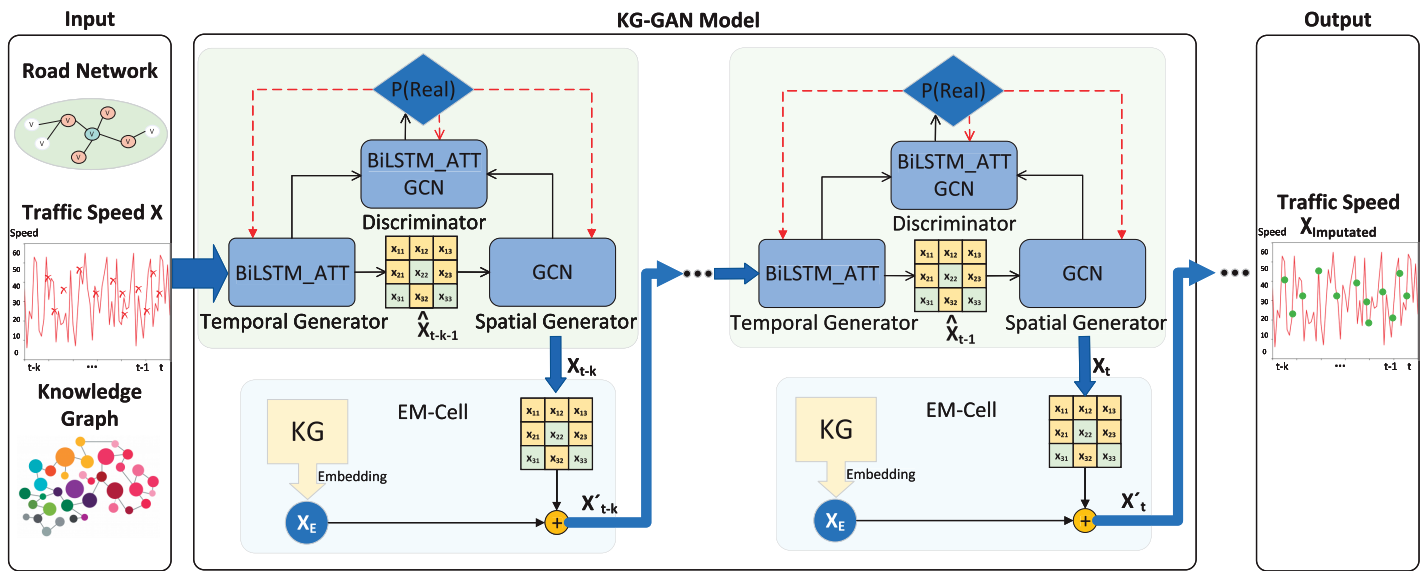 Input
KG-GAN Model
Output
Road Network
V
V
V
V
V
V
V
V
Traffic Speed X
Speed
60
50
40
30
20
10
0
t-k
...
t-1
t
Knowledge
Graph
P(Real)
BiLSTM_ATT
GCN
Discriminator
BiLSTM_ATT
Temporal Generator
x11 x12 x13
x21 x22 x23
x31 x32 x33
X̂t-k-1
GCN
Spatial Generator
Xt-k
EM-Cell
KG
Embedding
XE
x11 x12 x13
x21 x22 x23
x31 x32 x33
+
X´t-k
•••
P(Real)
BiLSTM_ATT
GCN
Discriminator
BiLSTM_ATT
Temporal Generator
x11 x12 x13
x21 x22 x23
x31 x32 x33
X̂t-1
GCN
Spatial Generator
Xt
EM-Cell
KG
Embedding
XE
x11 x12 x13
x21 x22 x23
x31 x32 x33
+
X´t
•••
Traffic Speed
XImputated
Speed
60
50
40
30
20
10
0
t-k
...
t-1
t